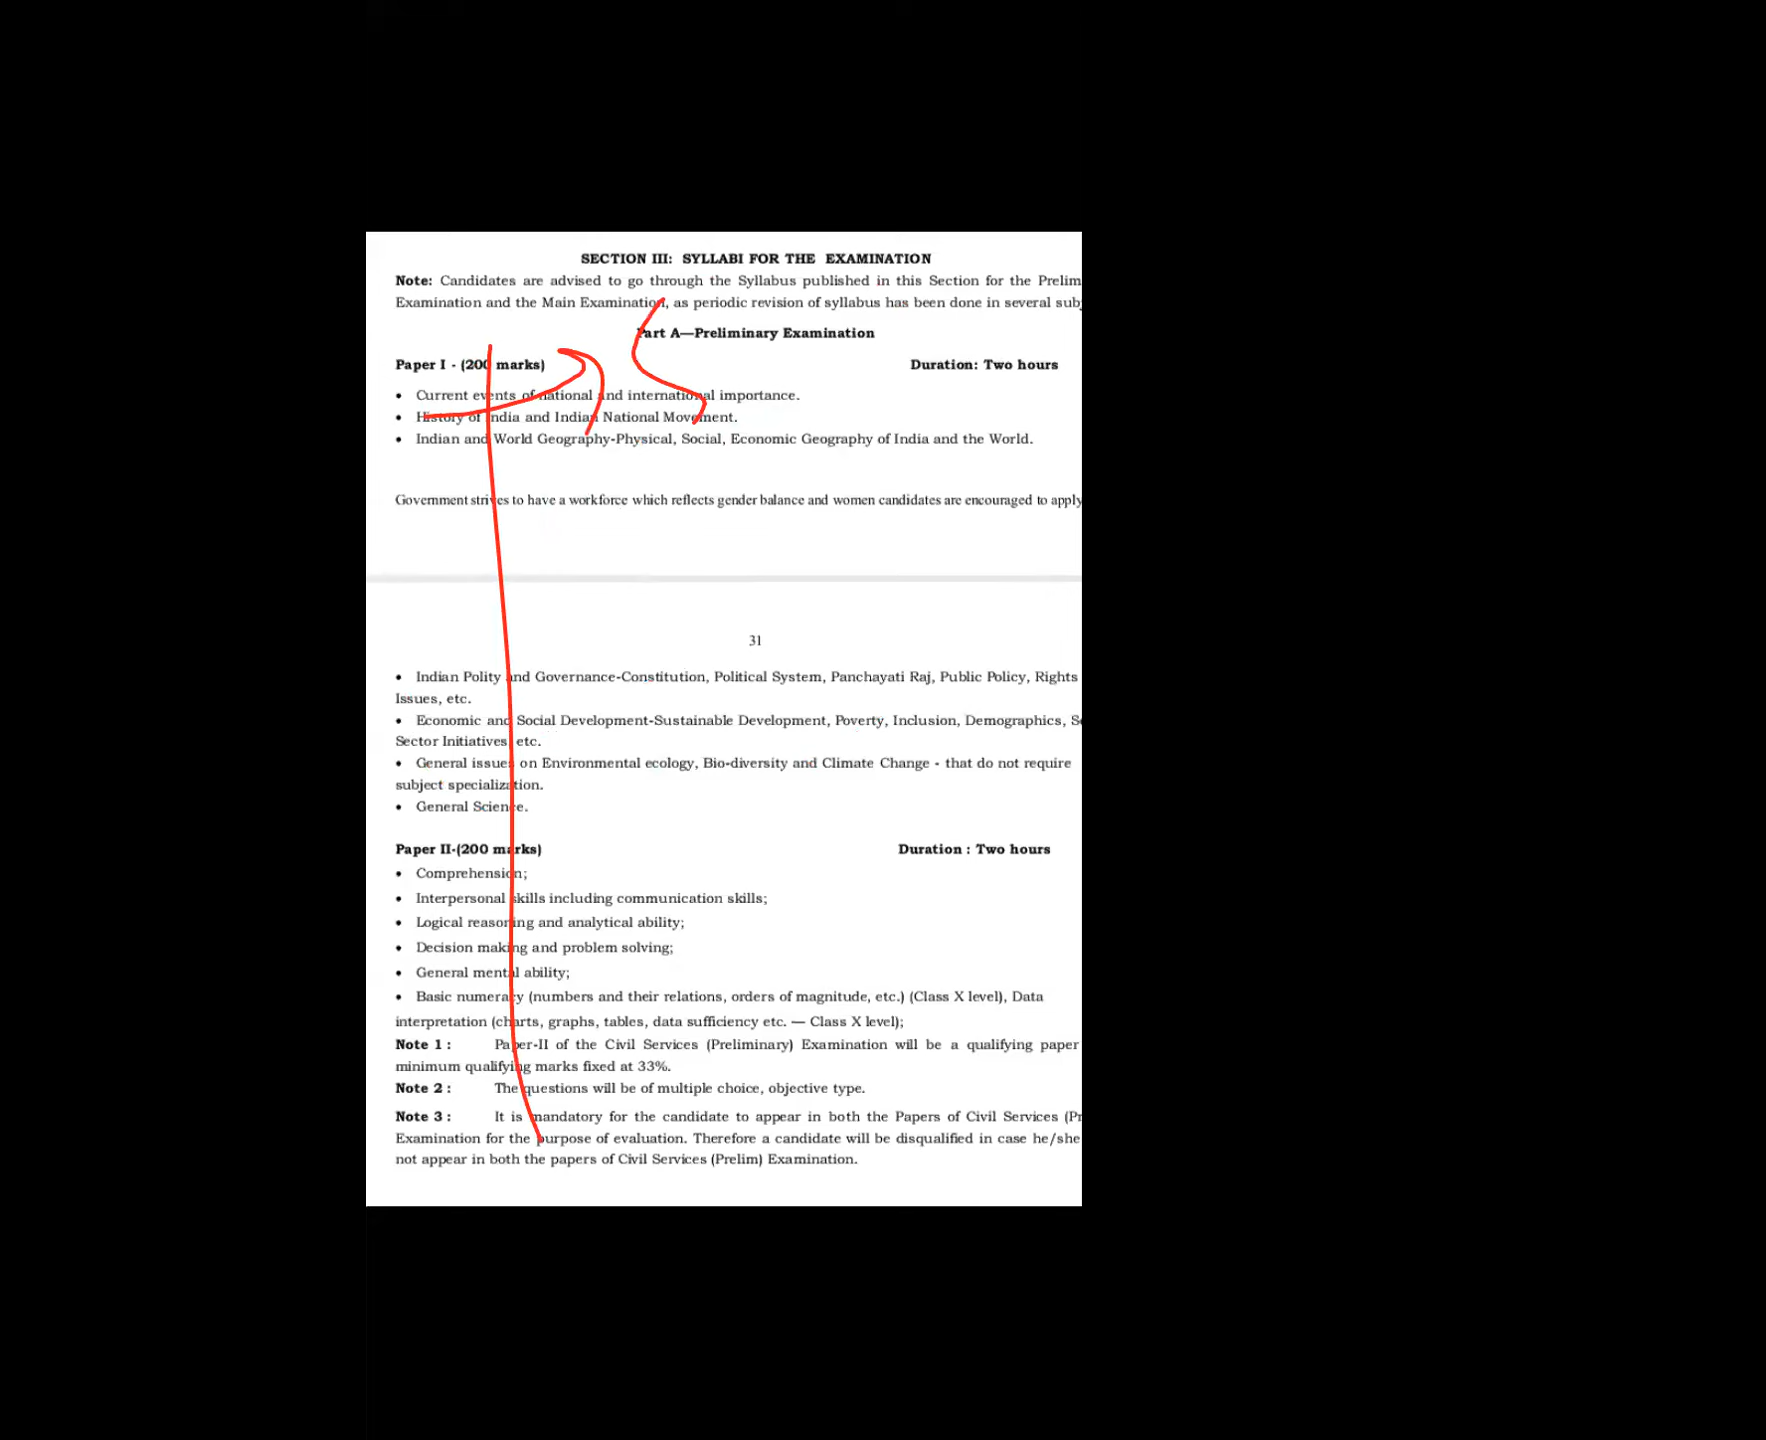 SECTION III: SYLLABI FOR THE EXAMINATION
Note: Candidates are advised to go through the Syllabus published in this Section for the Prelim
Examination and the Main Examination, as periodic revision of syllabus has been done in several sub
Part A—Preliminary Examination
Paper I - (200 marks) Duration: Two hours
• Current events of national and international importance.
• History of India and Indian National Movement.
• Indian and World Geography-Physical, Social, Economic Geography of India and the World.
Government strives to have a workforce which reflects gender balance and women candidates are encouraged to apply
31
• Indian Polity and Governance-Constitution, Political System, Panchayati Raj, Public Policy, Rights
Issues, etc.
• Economic and Social Development-Sustainable Development, Poverty, Inclusion, Demographics,
Sector Initiatives, etc.
• General issues on Environmental ecology, Bio-diversity and Climate Change - that do not require
subject specialization.
• General Science.
Paper II-(200 marks) Duration : Two hours
• Comprehension;
• Interpersonal skills including communication skills;
• Logical reasoning and analytical ability;
• Decision making and problem solving;
• General mental ability;
• Basic numeracy (numbers and their relations, orders of magnitude, etc.) (Class X level), Data
interpretation (charts, graphs, tables, data sufficiency etc. — Class X level);
Note 1 : Paper-II of the Civil Services (Preliminary) Examination will be a qualifying paper
minimum qualifying marks fixed at 33%.
Note 2 : The questions will be of multiple choice, objective type.
Note 3 : It is mandatory for the candidate to appear in both the Papers of Civil Services (Pr
Examination for the purpose of evaluation. Therefore a candidate will be disqualified in case he/she
not appear in both the papers of Civil Services (Prelim) Examination.